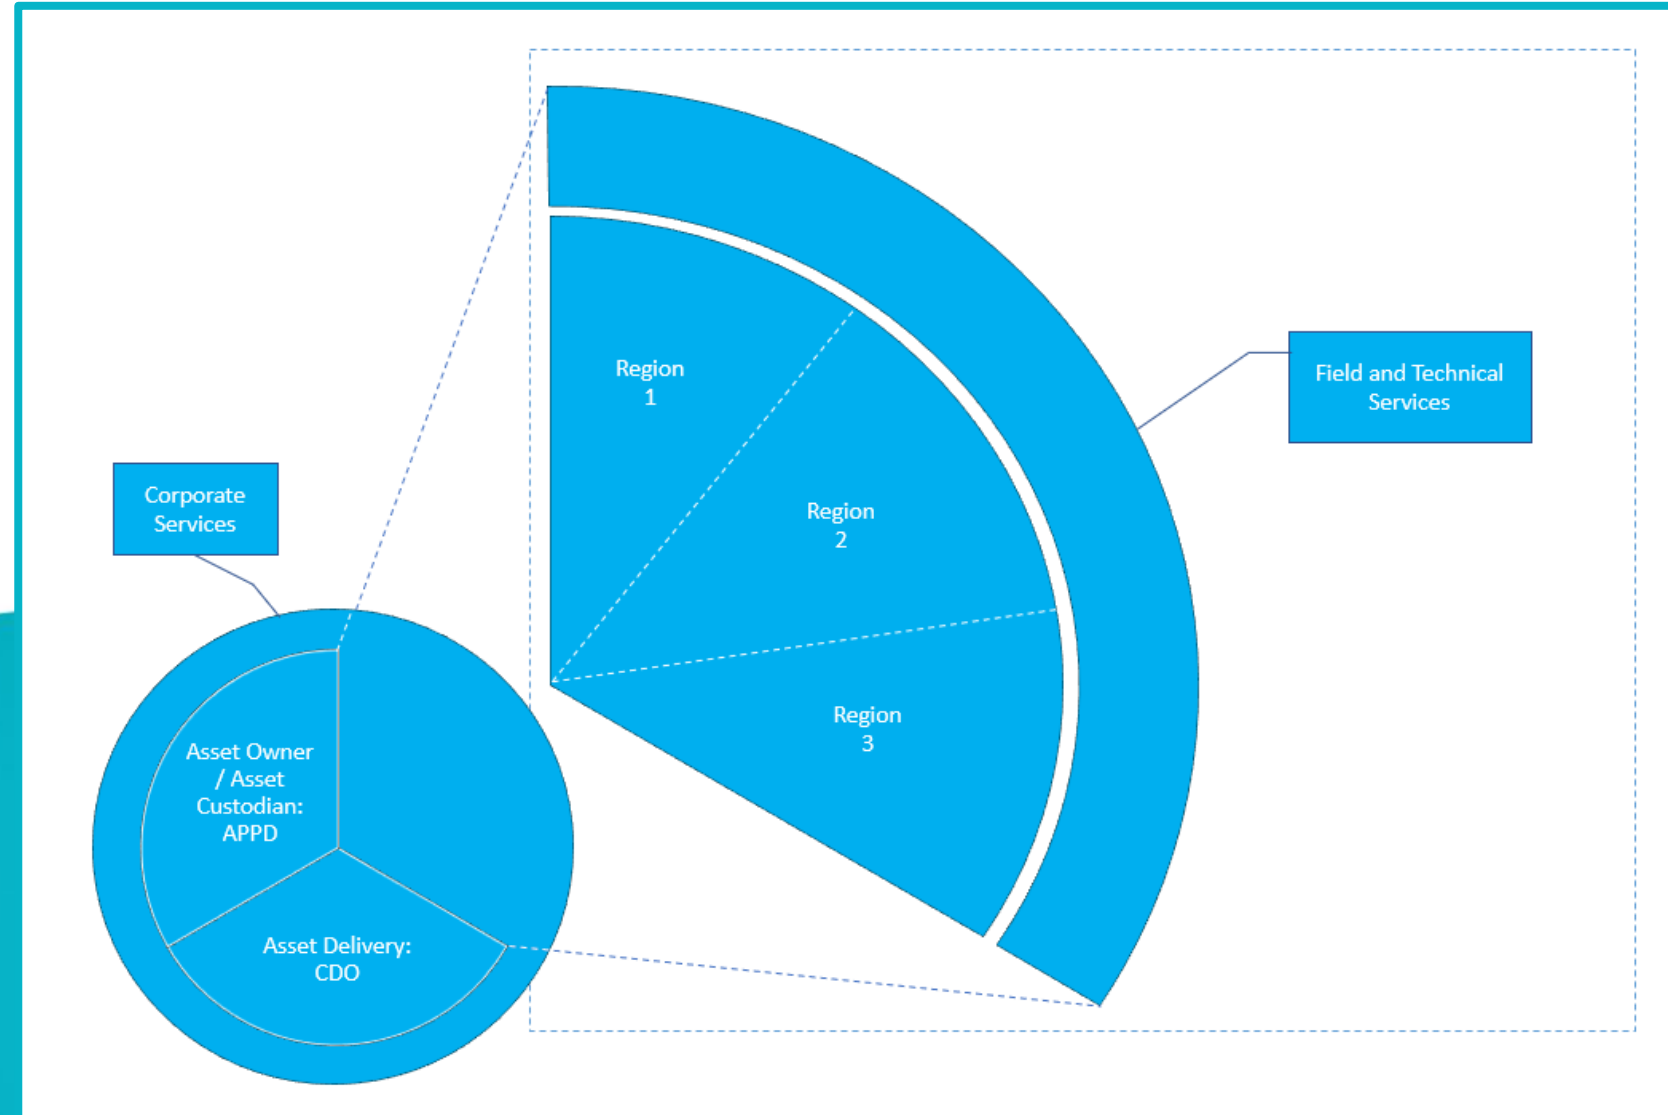 Region
1
Field and Technical
Services
Region
2
Corporate
Services
Region
3
Asset Owner
/ Asset
Custodian:
APPD
Asset Delivery:
CDO